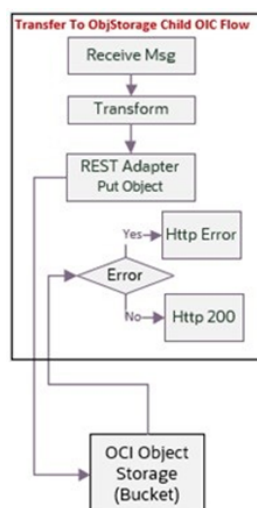 Transfer To ObjStorage Child OIC Flow
Receive Msg
Transform
REST Adapter
Put Object
Yes
Http Error
Error
No
Http 200
OCI Object
Storage
(Bucket)